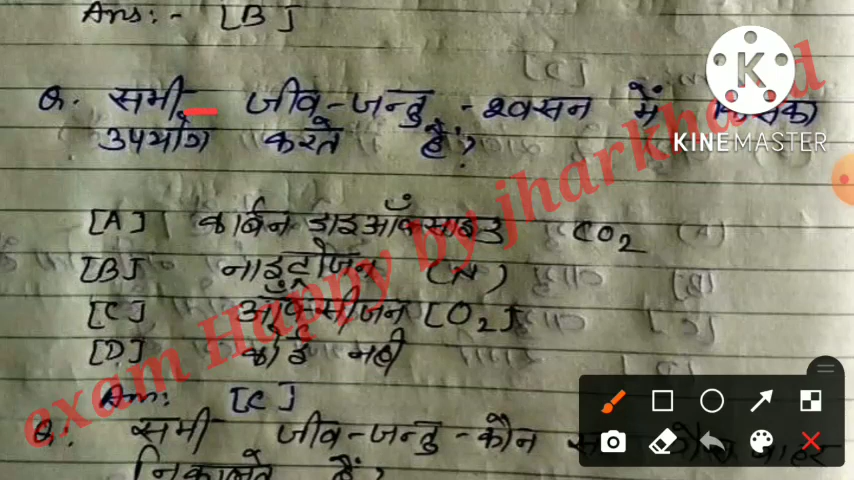 Ans:- [B]
Q. सभी जीव-जन्तु - श्वसन में किसका
उपयोग करते हैं?
[A] कार्बन डाइऑक्साइड CO2
[B] नाइट्रोजन (N)
[C] ऑक्सीजन [O2]
[D] कोई नही
Ans: [C]
Q: सभी जीव-जन्तु - कौन
निकालते हैं?
exam Happy by jharkhand
K
KINEMASTER